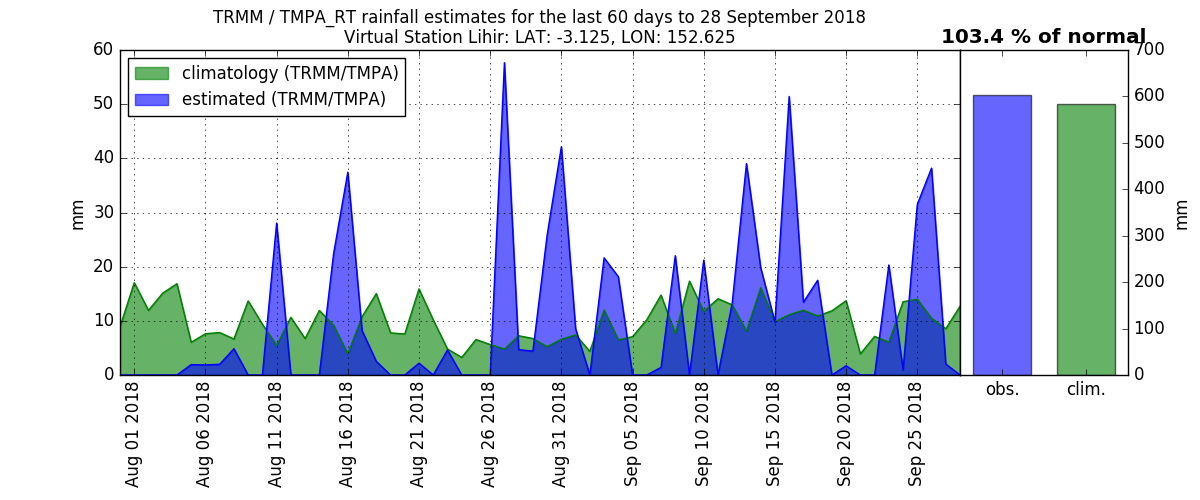 TRMM / TMPA_RT rainfall estimates for the last 60 days to 28 September 2018
Virtual Station Lihir: LAT: -3.125, LON: 152.625
103.4 % of normal
climatology (TRMM/TMPA)
estimated (TRMM/TMPA)
60
50
40
30
20
10
0
mm
700
600
500
400
300
200
100
0
mm
Aug 01 2018
Aug 06 2018
Aug 11 2018
Aug 16 2018
Aug 21 2018
Aug 26 2018
Aug 31 2018
Sep 05 2018
Sep 10 2018
Sep 15 2018
Sep 20 2018
Sep 25 2018
obs.
clim.